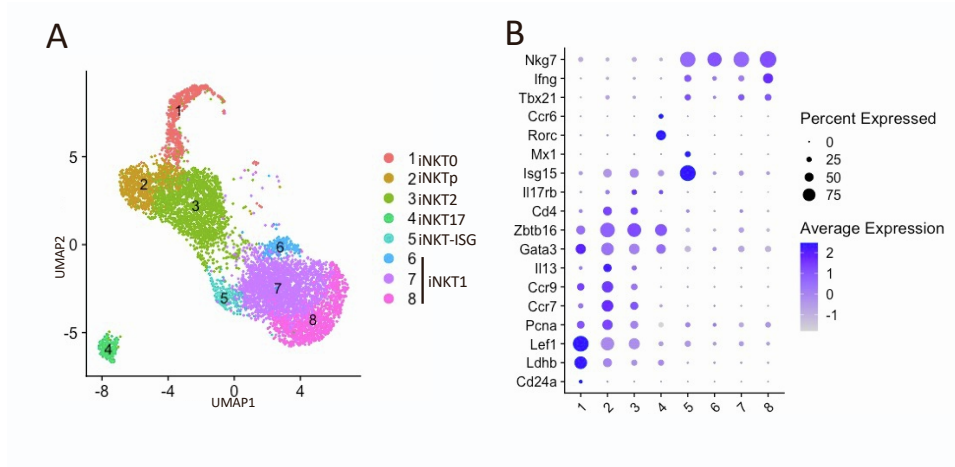 A
B
UMAP2
5
0
-5
-8
-4
0
4
UMAP1
1
2
3
4
5
6
7
8
1 iNKT0
2 iNKTp
3 iNKT2
4 iNKT17
5 iNKT-ISG
6
7
8
iNKT1
Nkg7
Ifng
Tbx21
Ccr6
Rorc
Mx1
Isg15
Il17rb
Cd4
Zbtb16
Gata3
Il13
Ccr9
Ccr7
Pcna
Lef1
Ldhb
Cd24a
1 2 3 4 5 6 7 8
Percent Expressed
0
25
50
75
Average Expression
2
1
0
-1